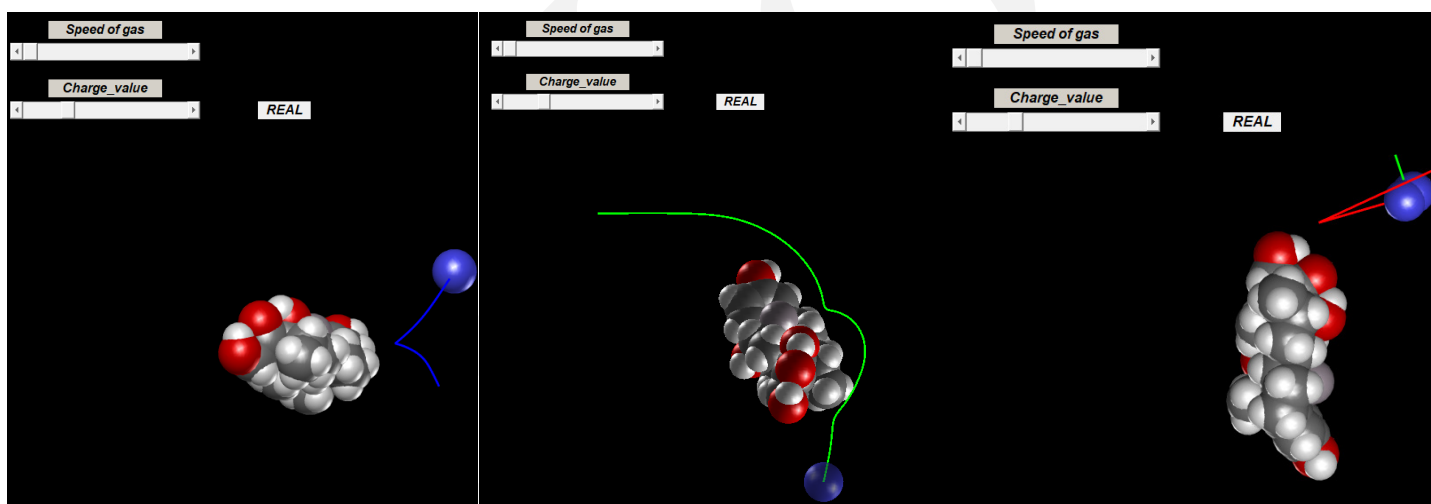 Speed of gas
Charge_value
REAL
Speed of gas
Charge_value
REAL
Speed of gas
Charge_value
REAL